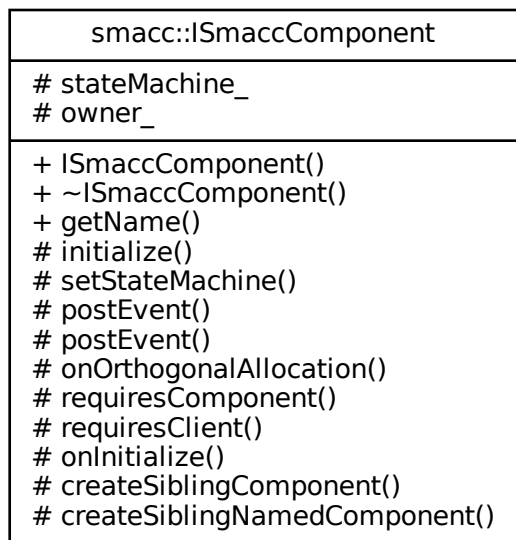 smacc::ISmaccComponent
# stateMachine_
# owner_
+ ISmaccComponent()
+ ~ISmaccComponent()
+ getName()
# initialize()
# setStateMachine()
# postEvent()
# postEvent()
# onOrthogonalAllocation()
# requiresComponent()
# requiresClient()
# onInitialize()
# createSiblingComponent()
# createSiblingNamedComponent()